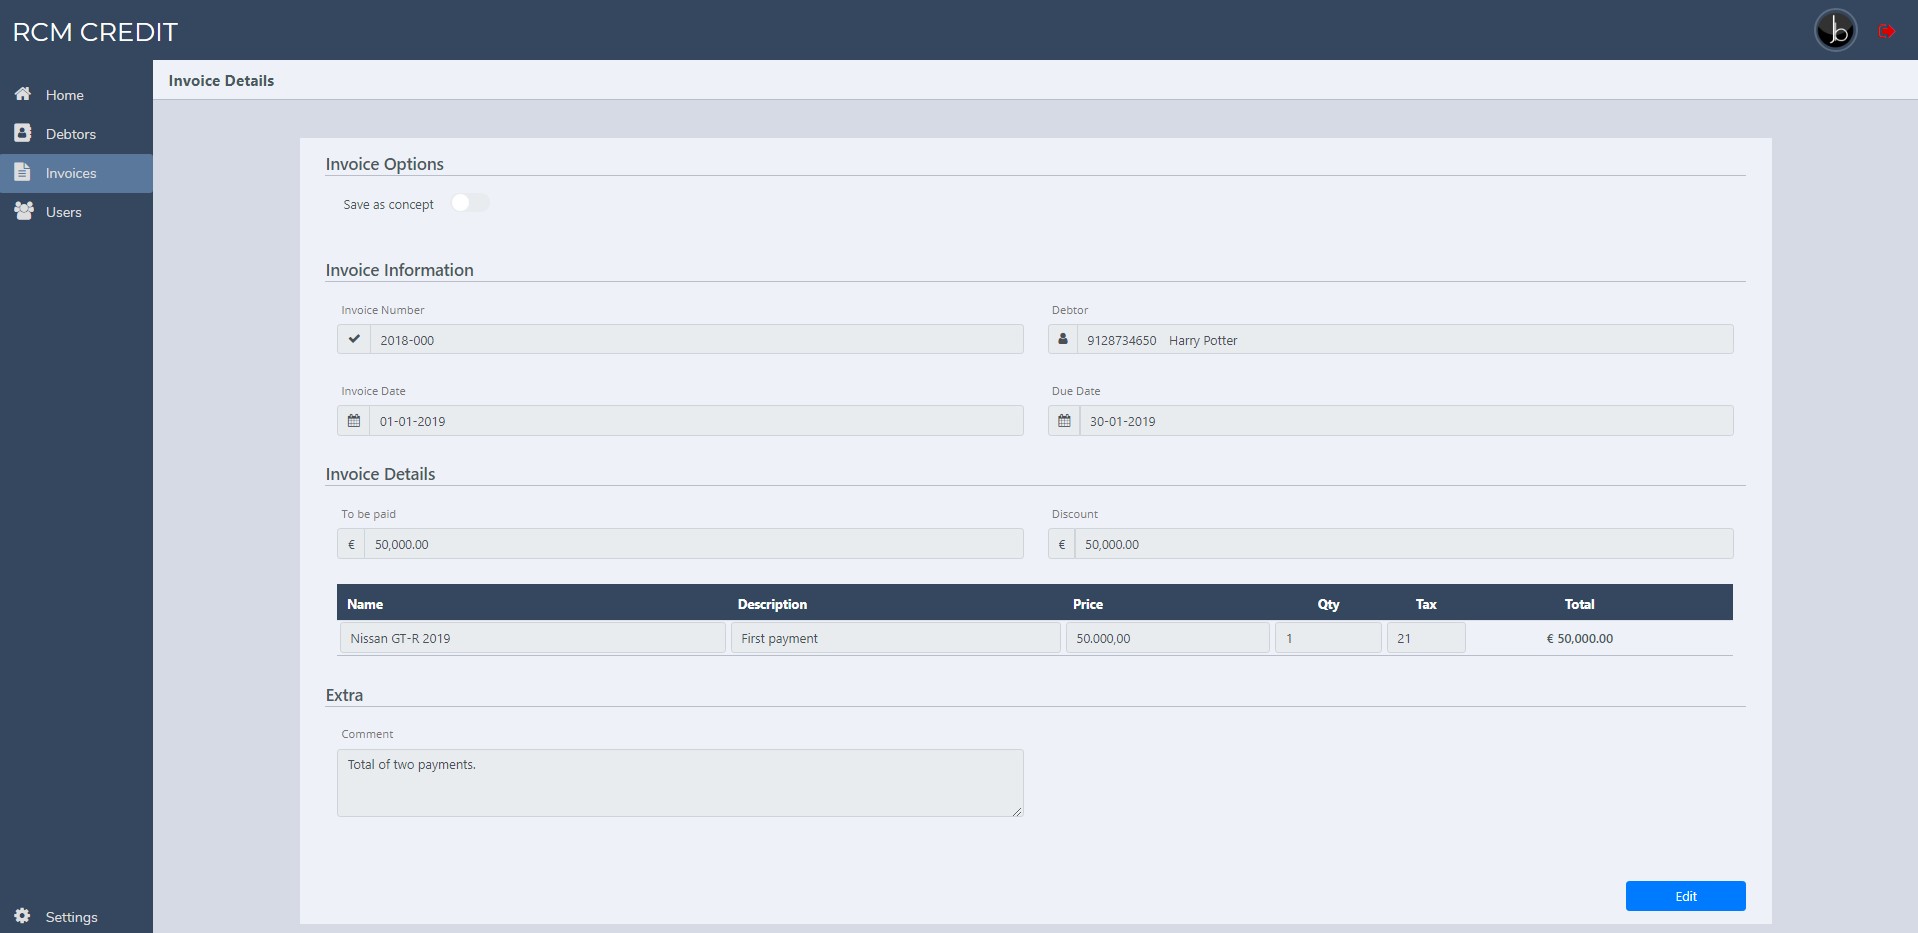 RCM CREDIT
jb
Home
Debtors
Invoices
Users
Settings
Invoice Details
Invoice Options
Save as concept
Invoice Information
Invoice Number
Debtor
2018-000
9128734650 Harry Potter
Invoice Date
Due Date
01-01-2019
30-01-2019
Invoice Details
To be paid
Discount
€ 50,000.00
€ 50,000.00
Name Description Price Qty Tax Total
Nissan GT-R 2019 First payment 50.000,00 1 21 € 50,000.00
Extra
Comment
Total of two payments.
Edit